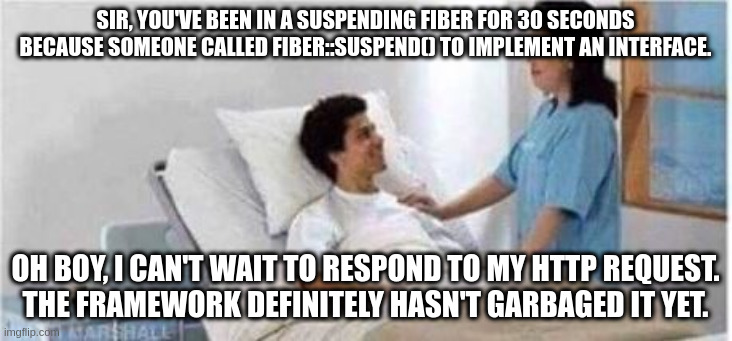 SIR, YOU'VE BEEN IN A SUSPENDING FIBER FOR 30 SECONDS
BECAUSE SOMEONE CALLED FIBER::SUSPEND() TO IMPLEMENT AN INTERFACE.
OH BOY, I CAN'T WAIT TO RESPOND TO MY HTTP REQUEST.
THE FRAMEWORK DEFINITELY HASN'T GARBAGED IT YET.
imgflip.com
MARSHALL